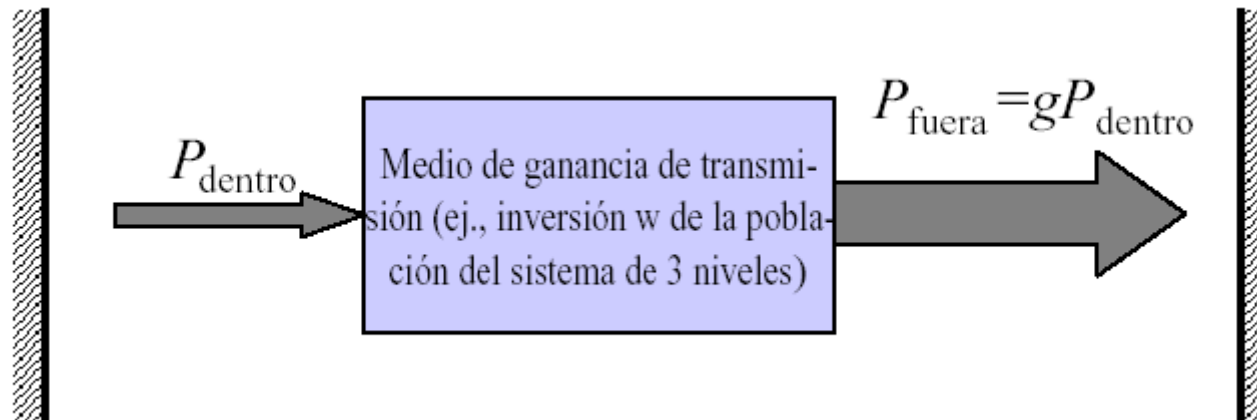 P_dentro
Medio de ganancia de transmi-
sión (ej., inversión w de la pobla-
ción del sistema de 3 niveles)
P_fuera =gP_dentro